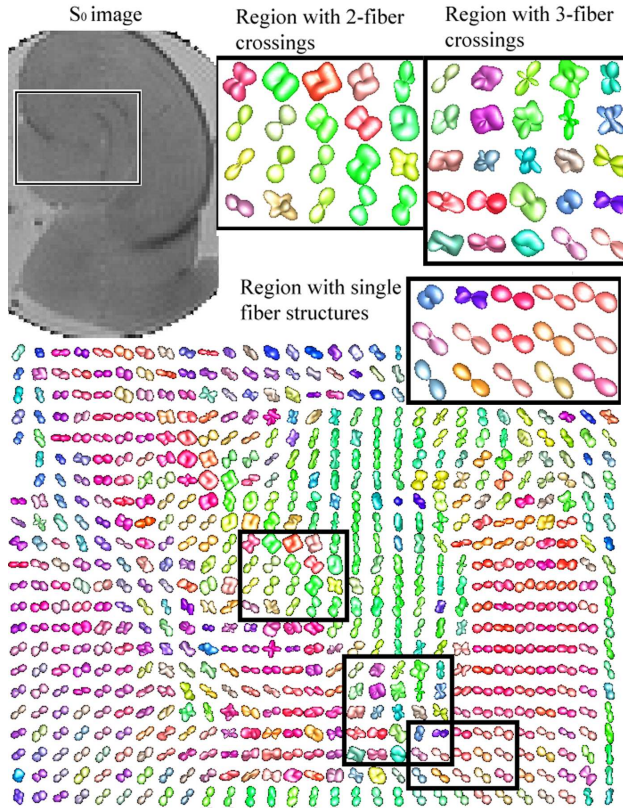 S₀ image
Region with 2-fiber
crossings
Region with 3-fiber
crossings
Region with single
fiber structures